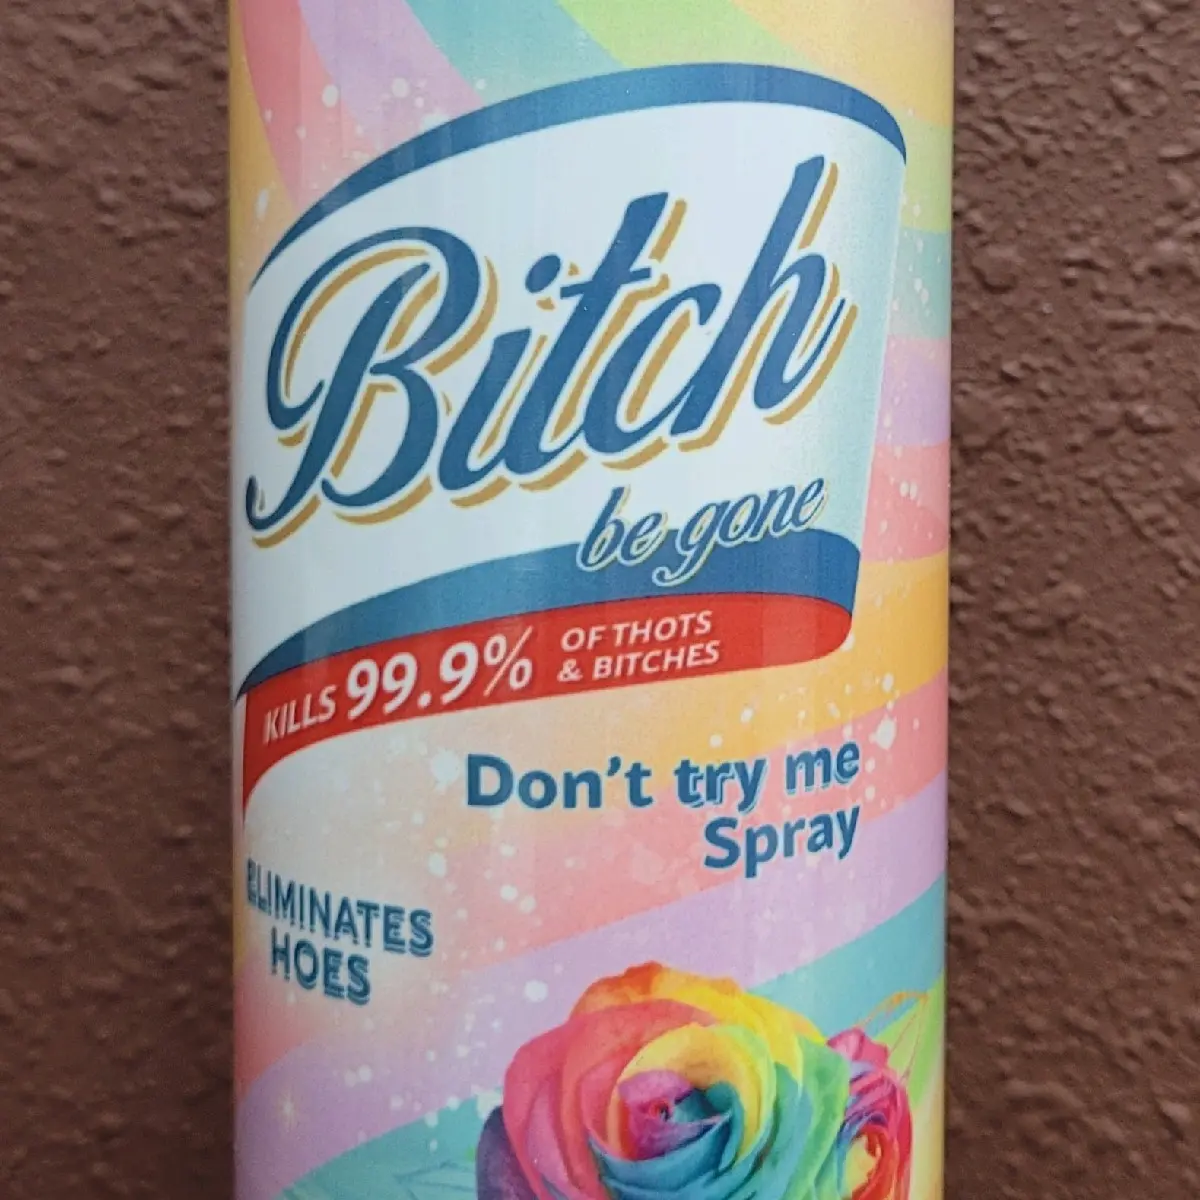 Bitch
be gone
KILLS 99.9% OF THOTS
& BITCHES
Don't try me
Spray
ELIMINATES
HOES